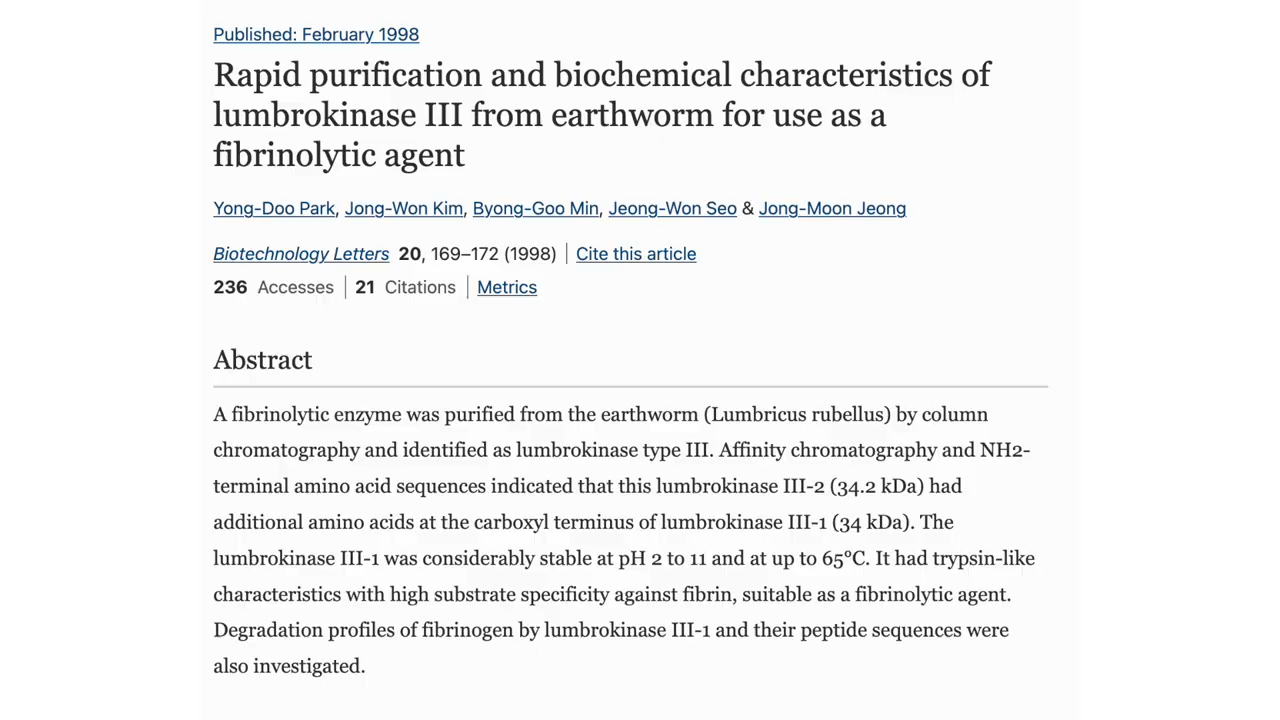 Published: February 1998
Rapid purification and biochemical characteristics of
lumbrokinase III from earthworm for use as a
fibrinolytic agent
Yong-Doo Park, Jong-Won Kim, Byong-Goo Min, Jeong-Won Seo & Jong-Moon Jeong
Biotechnology Letters 20, 169–172 (1998) | Cite this article
236 Accesses | 21 Citations | Metrics
Abstract
A fibrinolytic enzyme was purified from the earthworm (Lumbricus rubellus) by column
chromatography and identified as lumbrokinase type III. Affinity chromatography and NH2-
terminal amino acid sequences indicated that this lumbrokinase III-2 (34.2 kDa) had
additional amino acids at the carboxyl terminus of lumbrokinase III-1 (34 kDa). The
lumbrokinase III-1 was considerably stable at pH 2 to 11 and at up to 65°C. It had trypsin-like
characteristics with high substrate specificity against fibrin, suitable as a fibrinolytic agent.
Degradation profiles of fibrinogen by lumbrokinase III-1 and their peptide sequences were
also investigated.